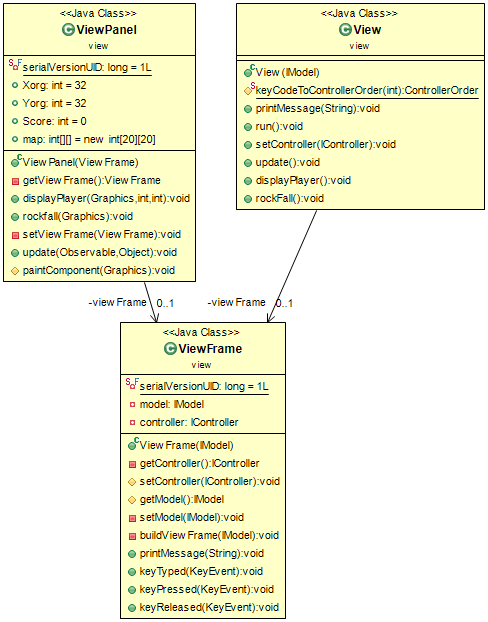 <<Java Class>>
ViewPanel
view
serialVersionUID: long = 1L
Xorg: int = 32
Yorg: int = 32
Score: int = 0
map: int[][] = new int[20][20]
ViewPanel(ViewFrame)
getViewFrame():ViewFrame
displayPlayer(Graphics,int,int):void
rockfall(Graphics):void
setViewFrame(ViewFrame):void
update(Observable,Object):void
paintComponent(Graphics):void
<<Java Class>>
View
view
View(IModel)
keyCodeToControllerOrder(int):ControllerOrder
printMessage(String):void
run():void
setController(IController):void
update():void
displayPlayer():void
rockFall():void
-viewFrame 0..1
-viewFrame 0..1
<<Java Class>>
ViewFrame
view
serialVersionUID: long = 1L
model: IModel
controller: IController
ViewFrame(IModel)
getController():IController
setController(IController):void
getModel():IModel
setModel(IModel):void
buildViewFrame(IModel):void
printMessage(String):void
keyTyped(KeyEvent):void
keyPressed(KeyEvent):void
keyReleased(KeyEvent):void